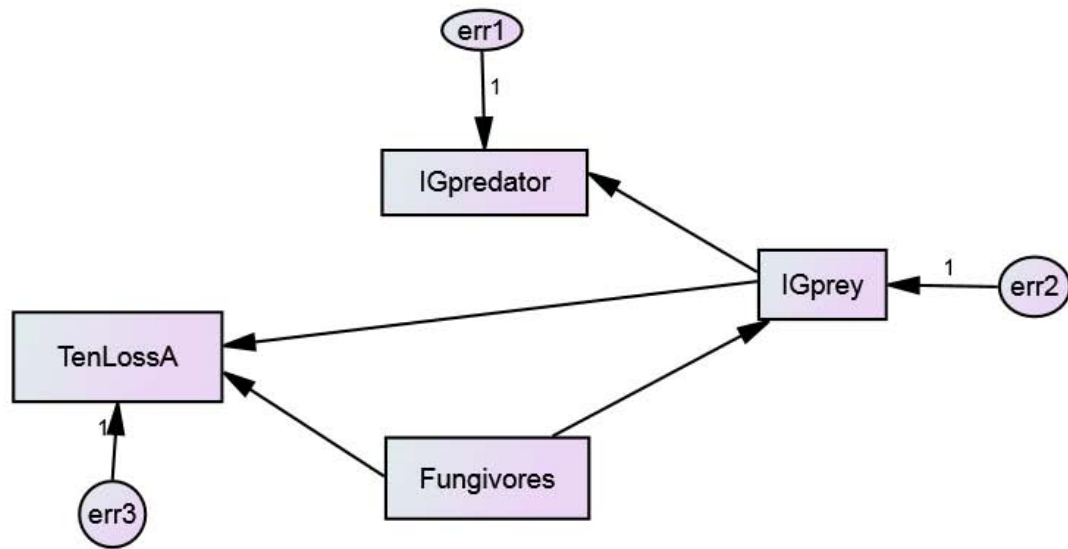 err1
1
IGpredator
IGprey
1
err2
TenLossA
1
Fungivores
err3